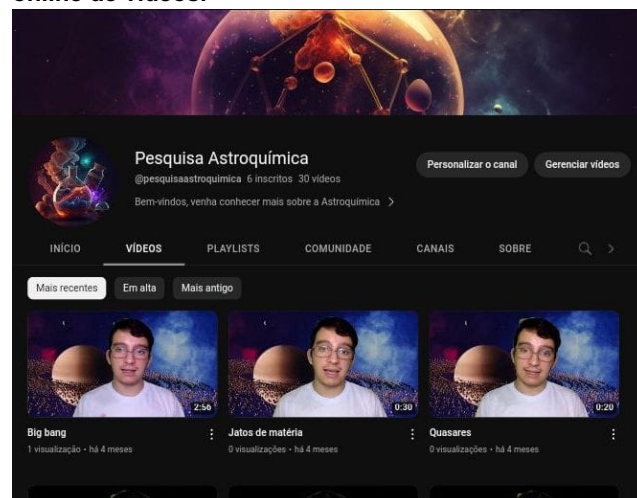 online de vídeos.
Pesquisa Astroquímica
@pesquisaastroquimica 6 inscritos 30 vídeos
Bem-vindos, venha conhecer mais sobre a Astroquímica >
Personalizar o canal Gerenciar vídeos
INÍCIO VÍDEOS PLAYLISTS COMUNIDADE CANAIS SOBRE
Mais recentes Em alta Mais antigo
2:56 0:30 0:20
Big bang Jatos de matéria Quasares
1 visualização • há 4 meses 0 visualizações • há 4 meses 0 visualizações • há 4 meses